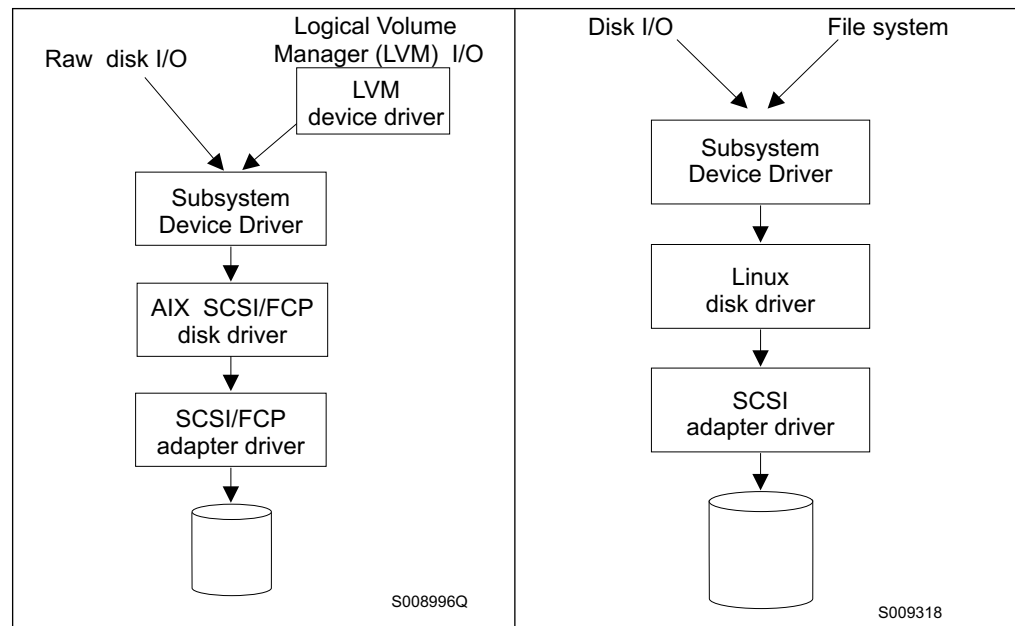 Raw disk I/O
Logical Volume
Manager (LVM) I/O
LVM
device driver
Subsystem
Device Driver
AIX SCSI/FCP
disk driver
SCSI/FCP
adapter driver
S008996Q
Disk I/O
File system
Subsystem
Device Driver
Linux
disk driver
SCSI
adapter driver
S009318